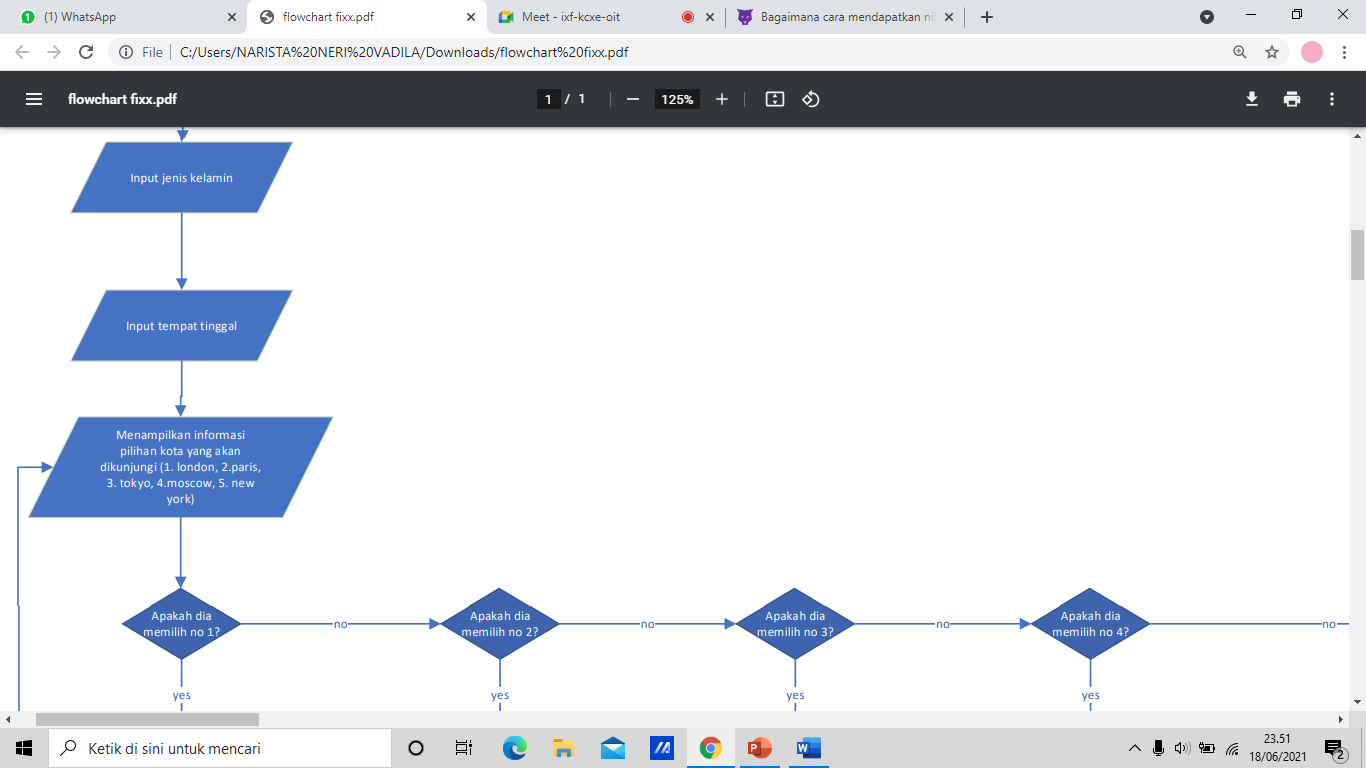 (1) WhatsApp
flowchart fixx.pdf
Meet - ixf-kcxe-oit
Bagaimana cara mendapatkan ni
File
C:/Users/NARISTA%20NERI%20VADILA/Downloads/flowchart%20fixx.pdf
flowchart fixx.pdf
1 / 1
125%
Input jenis kelamin
Input tempat tinggal
Menampilkan informasi
pilihan kota yang akan
dikunjungi (1. london, 2.paris,
3. tokyo, 4.moscow, 5. new
york)
Apakah dia
memilih no 1?
no
Apakah dia
memilih no 2?
no
Apakah dia
memilih no 3?
no
Apakah dia
memilih no 4?
no
yes
yes
yes
yes
Ketik di sini untuk mencari
23.51
18/06/2021
2